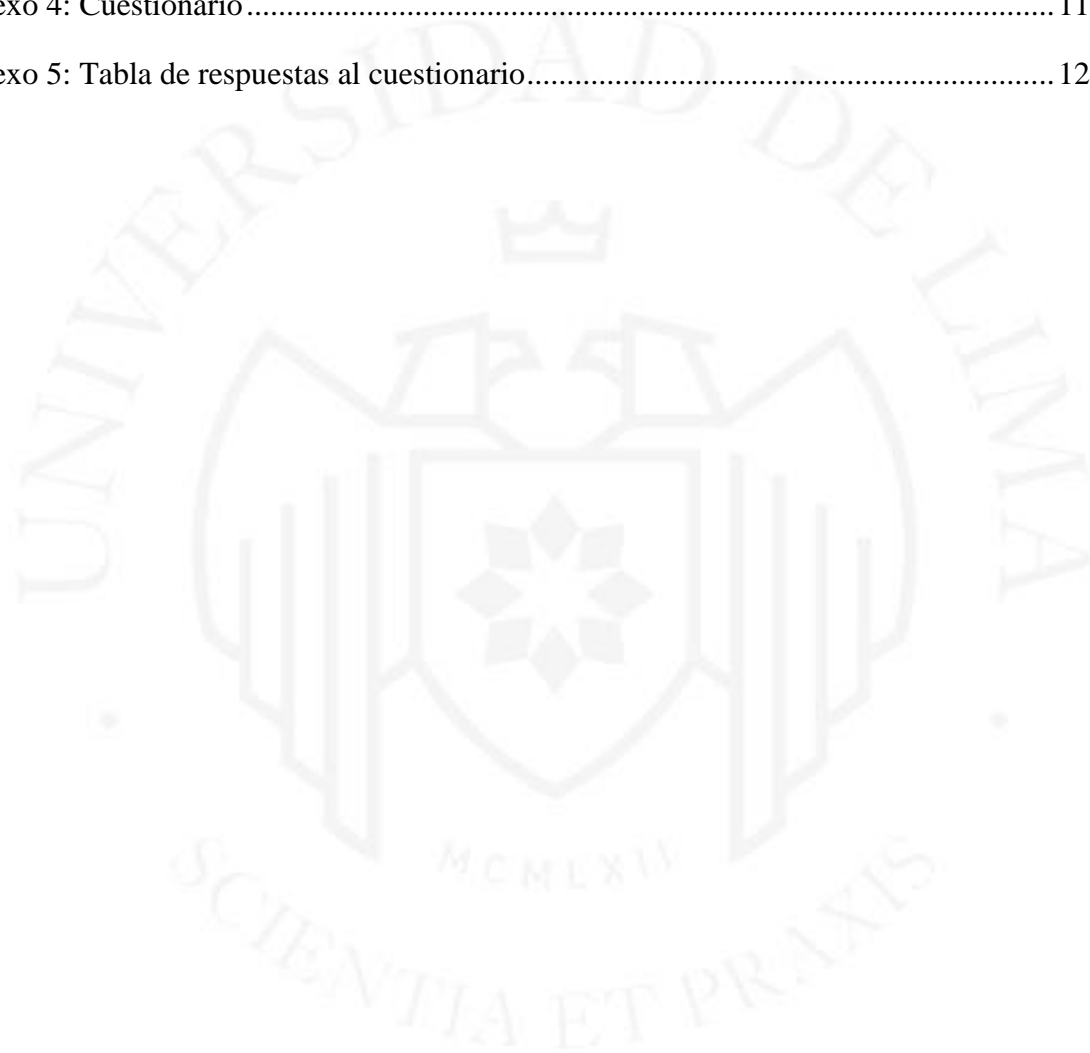 exo 4: Cuestionario 11
exo 5: Tabla de respuestas al cuestionario 12
UNIVERSIDAD DE LIMA
MCMLXII
SCIENTIA ET PRAXIS